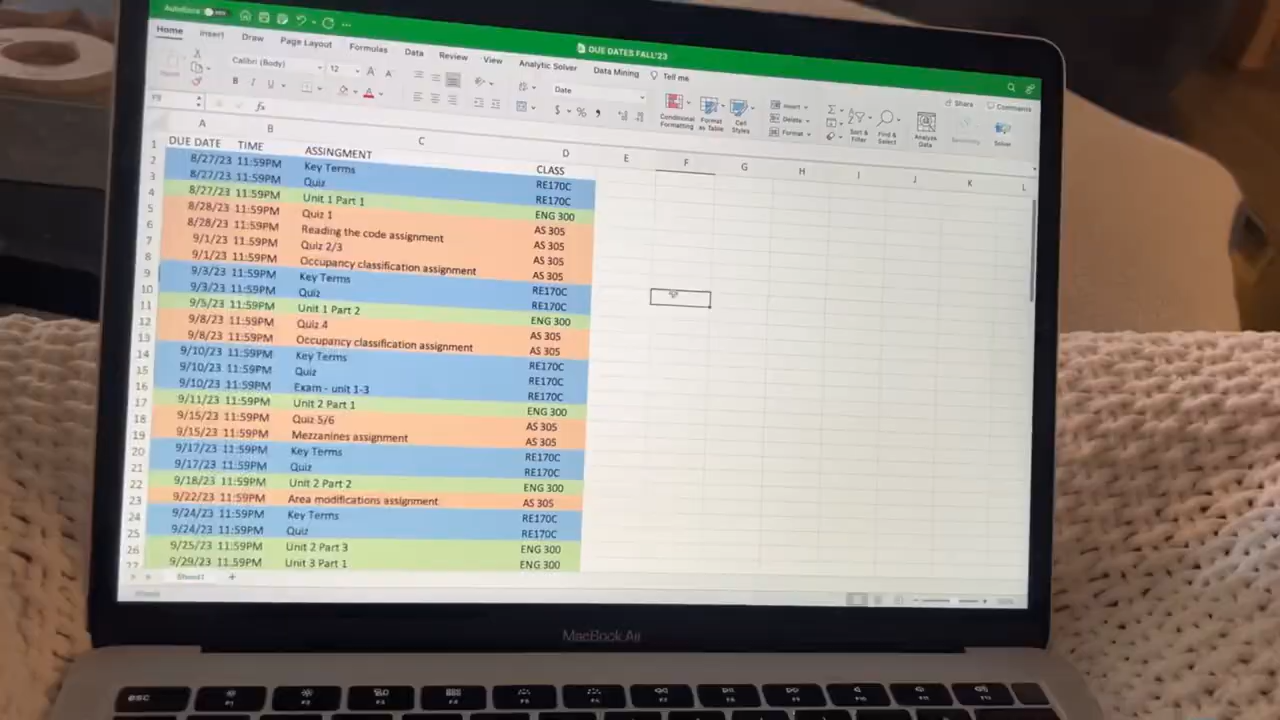 AutoSave
DUE DATES FALL'23
Home Insert Draw Page Layout Formulas Data Review View Analytic Solver Data Mining Tell me
Share Comments
Calibri (Body) 12 Date
B I U $ % Conditional Formatting Format as Table Cell Styles Insert Delete Format Sort & Filter Find & Select Analyze Data Solver
fx
A B C D E F G H I J K L
1 DUE DATE TIME ASSINGMENT CLASS
2 8/27/23 11:59PM Key Terms RE170C
3 8/27/23 11:59PM Quiz RE170C
4 8/27/23 11:59PM Unit 1 Part 1 ENG 300
5 8/28/23 11:59PM Quiz 1 AS 305
6 8/28/23 11:59PM Reading the code assignment AS 305
7 9/1/23 11:59PM Quiz 2/3 AS 305
8 9/1/23 11:59PM Occupancy classification assignment AS 305
9 9/3/23 11:59PM Key Terms RE170C
10 9/3/23 11:59PM Quiz RE170C
11 9/5/23 11:59PM Unit 1 Part 2 ENG 300
12 9/8/23 11:59PM Quiz 4 AS 305
13 9/8/23 11:59PM Occupancy classification assignment AS 305
14 9/10/23 11:59PM Key Terms RE170C
15 9/10/23 11:59PM Quiz RE170C
16 9/10/23 11:59PM Exam - unit 1-3 RE170C
17 9/11/23 11:59PM Unit 2 Part 1 ENG 300
18 9/15/23 11:59PM Quiz 5/6 AS 305
19 9/15/23 11:59PM Mezzanines assignment AS 305
20 9/17/23 11:59PM Key Terms RE170C
21 9/17/23 11:59PM Quiz RE170C
22 9/18/23 11:59PM Unit 2 Part 2 ENG 300
23 9/22/23 11:59PM Area modifications assignment AS 305
24 9/24/23 11:59PM Key Terms RE170C
25 9/24/23 11:59PM Quiz RE170C
26 9/25/23 11:59PM Unit 2 Part 3 ENG 300
27 9/29/23 11:59PM Unit 3 Part 1 ENG 300
Sheet1 +
MacBook Air
esc F1 F2 F3 F4 F5 F6 F7 F8 F9